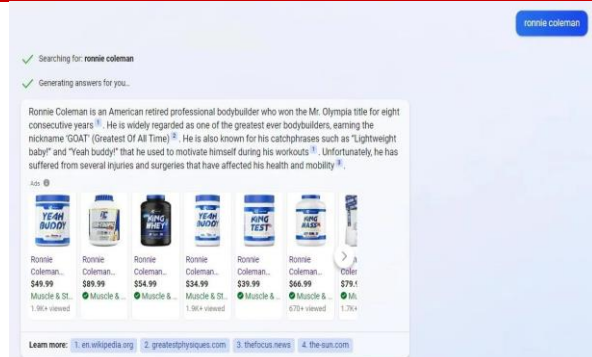 ronnie coleman
Searching for: ronnie coleman
Generating answers for you..
Ronnie Coleman is an American retired professional bodybuilder who won the Mr. Olympia title for eight
consecutive years 1 . He is widely regarded as one of the greatest ever bodybuilders, earning the
nickname 'GOAT' (Greatest Of All Time) 2 . He is also known for his catchphrases such as "Lightweight
baby!" and "Yeah buddy!" that he used to motivate himself during his workouts 1 . Unfortunately, he has
suffered from several injuries and surgeries that have affected his health and mobility 3 .
Ads
YEAH BUDDY KING WHEY YEAH BUDDY KING TEST KING MASS
Ronnie Ronnie Ronnie Ronnie Ronnie Ronnie
Coleman... Coleman... Coleman... Coleman... Coleman... Coleman...
$49.99 $89.99 $54.99 $34.99 $39.99 $66.99 $79.
Muscle & St.. Muscle & .. Muscle & .. Muscle & St.. Muscle & .. Muscle & ..
1.9K+ viewed 1.9K+ viewed 670+ viewed 1.7K+
Learn more: 1. en.wikipedia.org 2. greatestphysiques.com 3. thefocus.news 4. the-sun.com